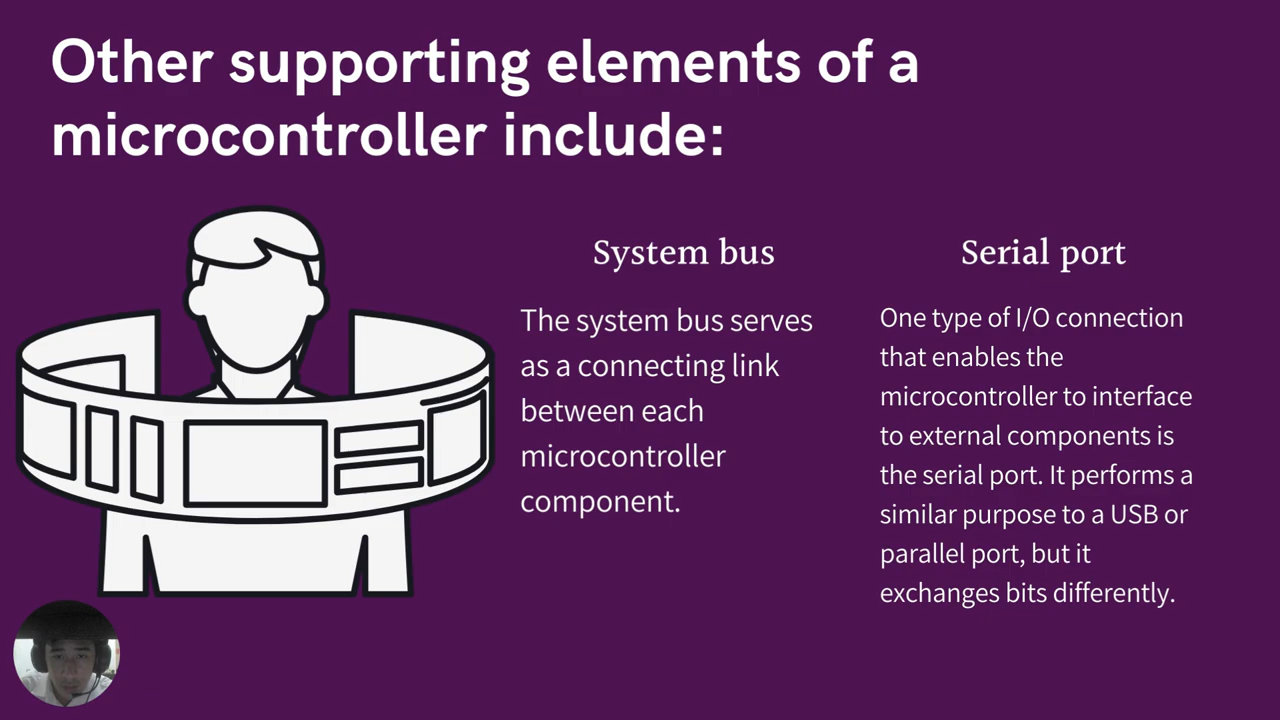 Other supporting elements of a
microcontroller include:
System bus
The system bus serves
as a connecting link
between each
microcontroller
component.
Serial port
One type of I/O connection
that enables the
microcontroller to interface
to external components is
the serial port. It performs a
similar purpose to a USB or
parallel port, but it
exchanges bits differently.